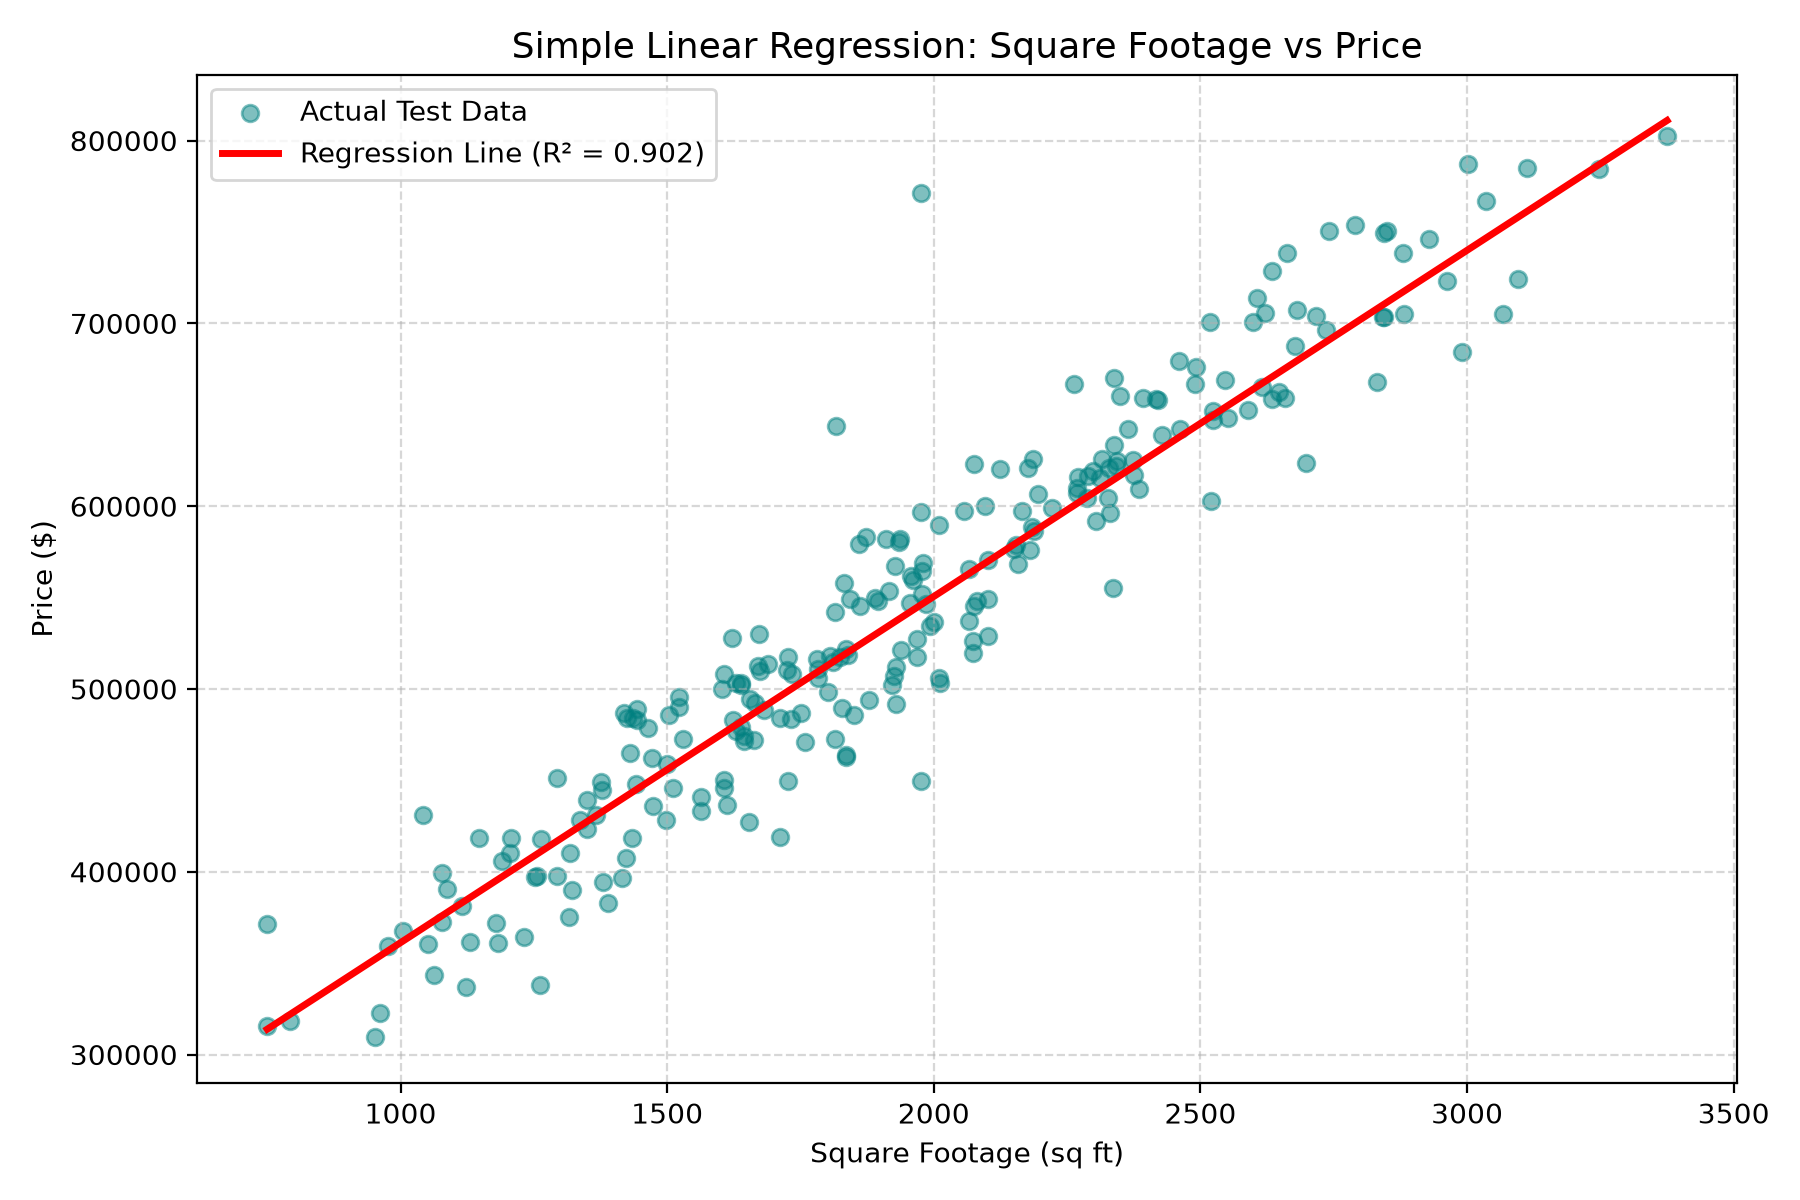 Simple Linear Regression: Square Footage vs Price
Actual Test Data
Regression Line (R² = 0.902)
800000
700000
600000
500000
400000
300000
Price ($)
1000 1500 2000 2500 3000 3500
Square Footage (sq ft)